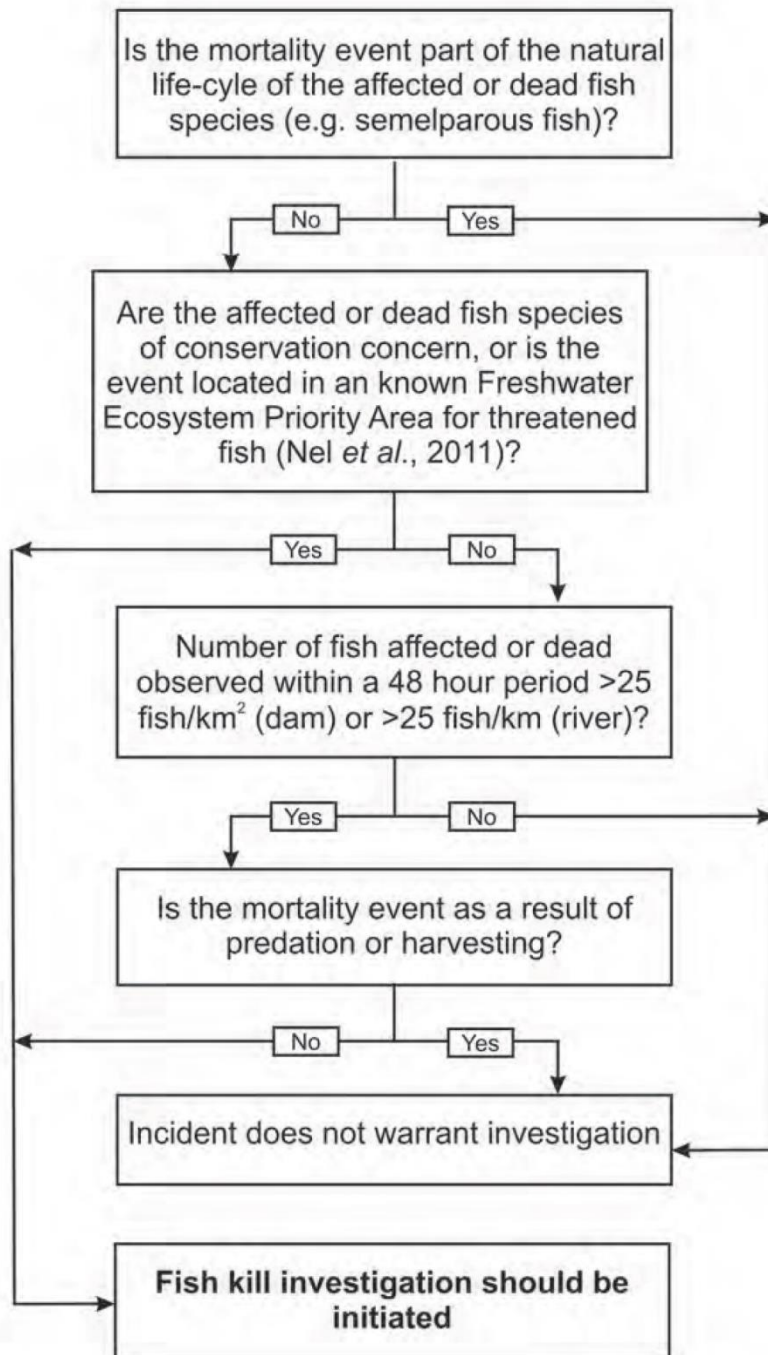 Is the mortality event part of the natural
life-cyle of the affected or dead fish
species (e.g. semelparous fish)?
No
Yes
Are the affected or dead fish species
of conservation concern, or is the
event located in an known Freshwater
Ecosystem Priority Area for threatened
fish (Nel et al., 2011)?
Yes
No
Number of fish affected or dead
observed within a 48 hour period >25
fish/km² (dam) or >25 fish/km (river)?
Yes
No
Is the mortality event as a result of
predation or harvesting?
No
Yes
Incident does not warrant investigation
Fish kill investigation should be
initiated